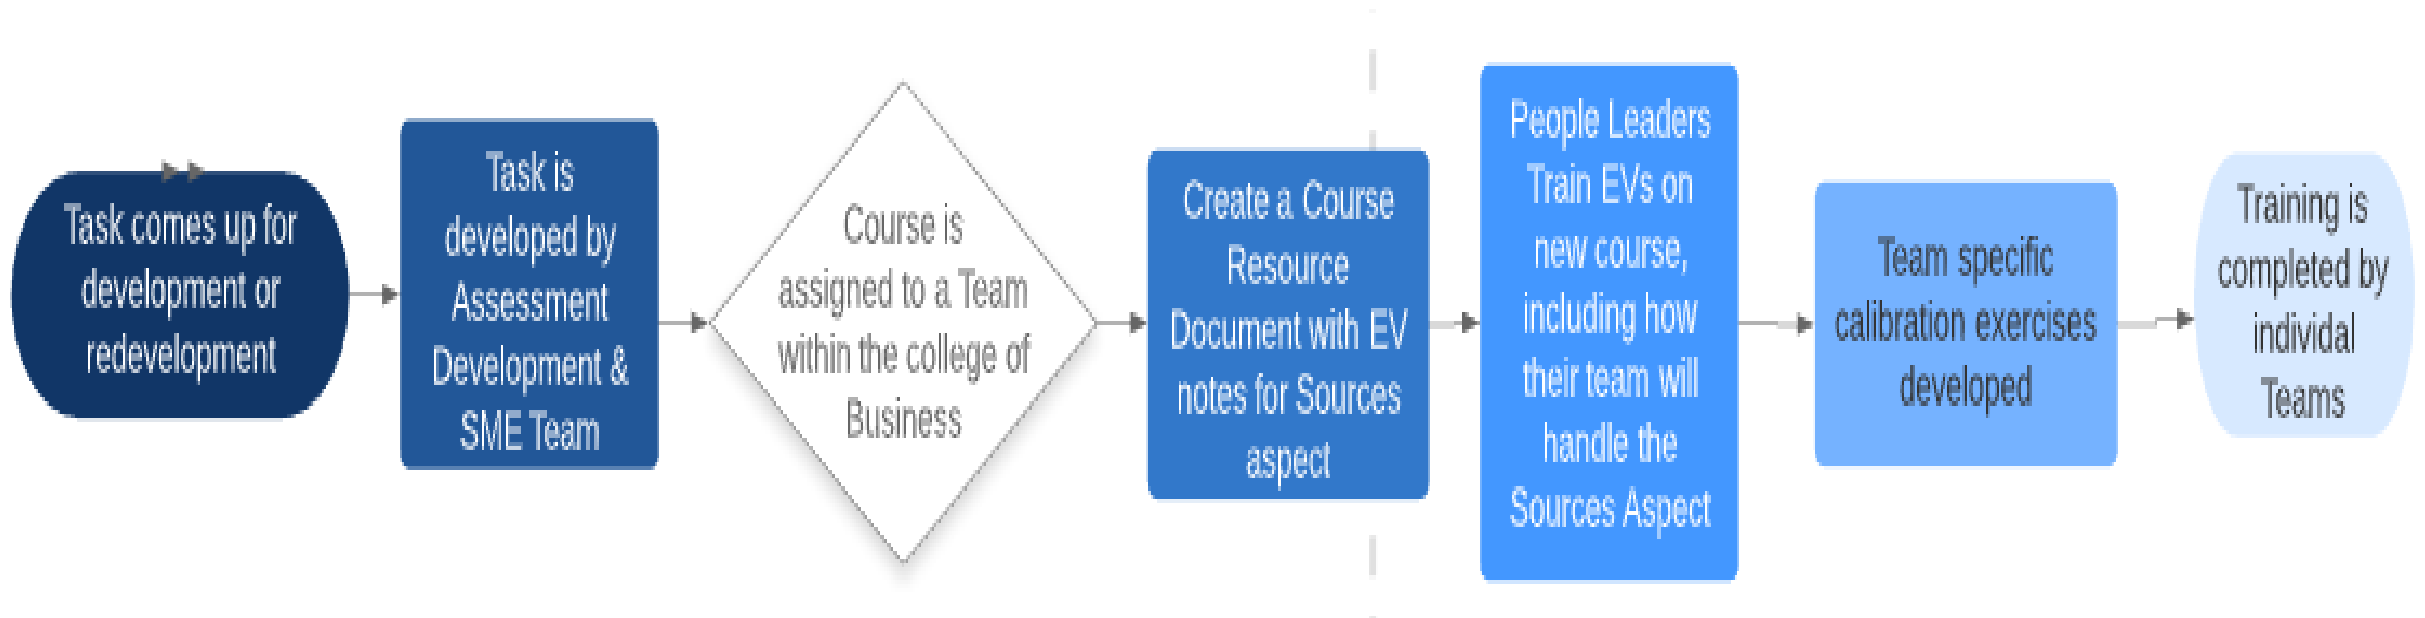 Task comes up for
development or
redevelopment
Task is
developed by
Assessment
Development &
SME Team
Course is
assigned to a Team
within the college of
Business
Create a Course
Resource
Document with EV
notes for Sources
aspect
People Leaders
Train EVs on
new course,
including how
their team will
handle the
Sources Aspect
Team specific
calibration exercises
developed
Training is
completed by
individal
Teams